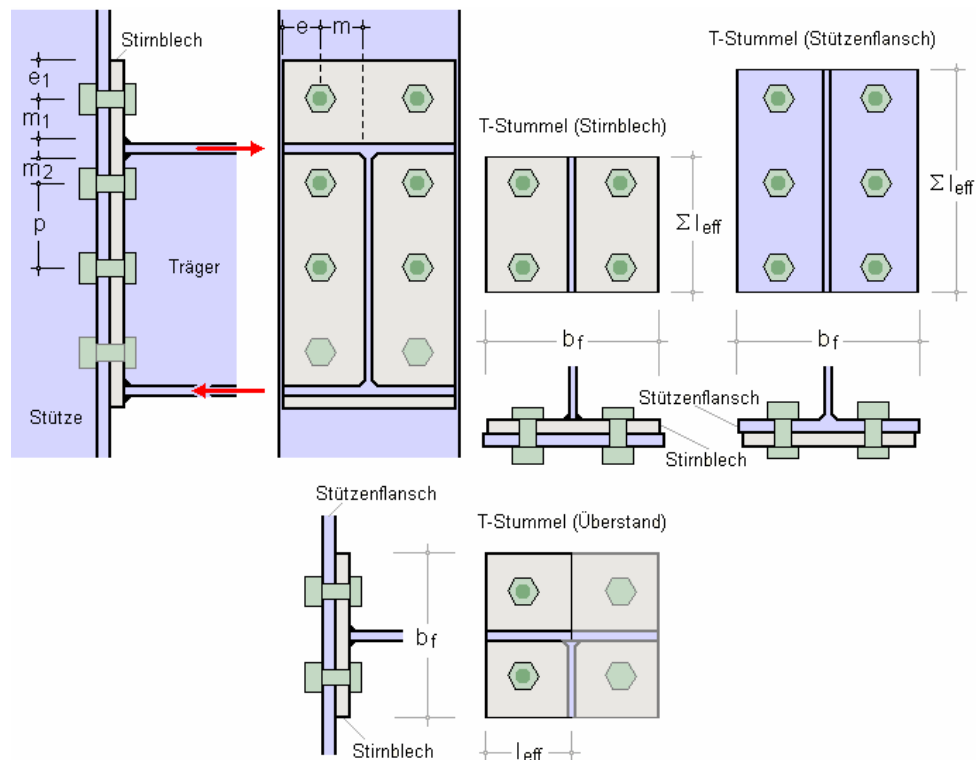 Stirnblech
e1
m1
m2
p
Träger
Stütze
e
m
T-Stummel (Stirnblech)
Σ leff
bf
T-Stummel (Stützenflansch)
Σ leff
bf
Stützenflansch
Stirnblech
Stützenflansch
bf
Stirnblech
T-Stummel (Überstand)
leff